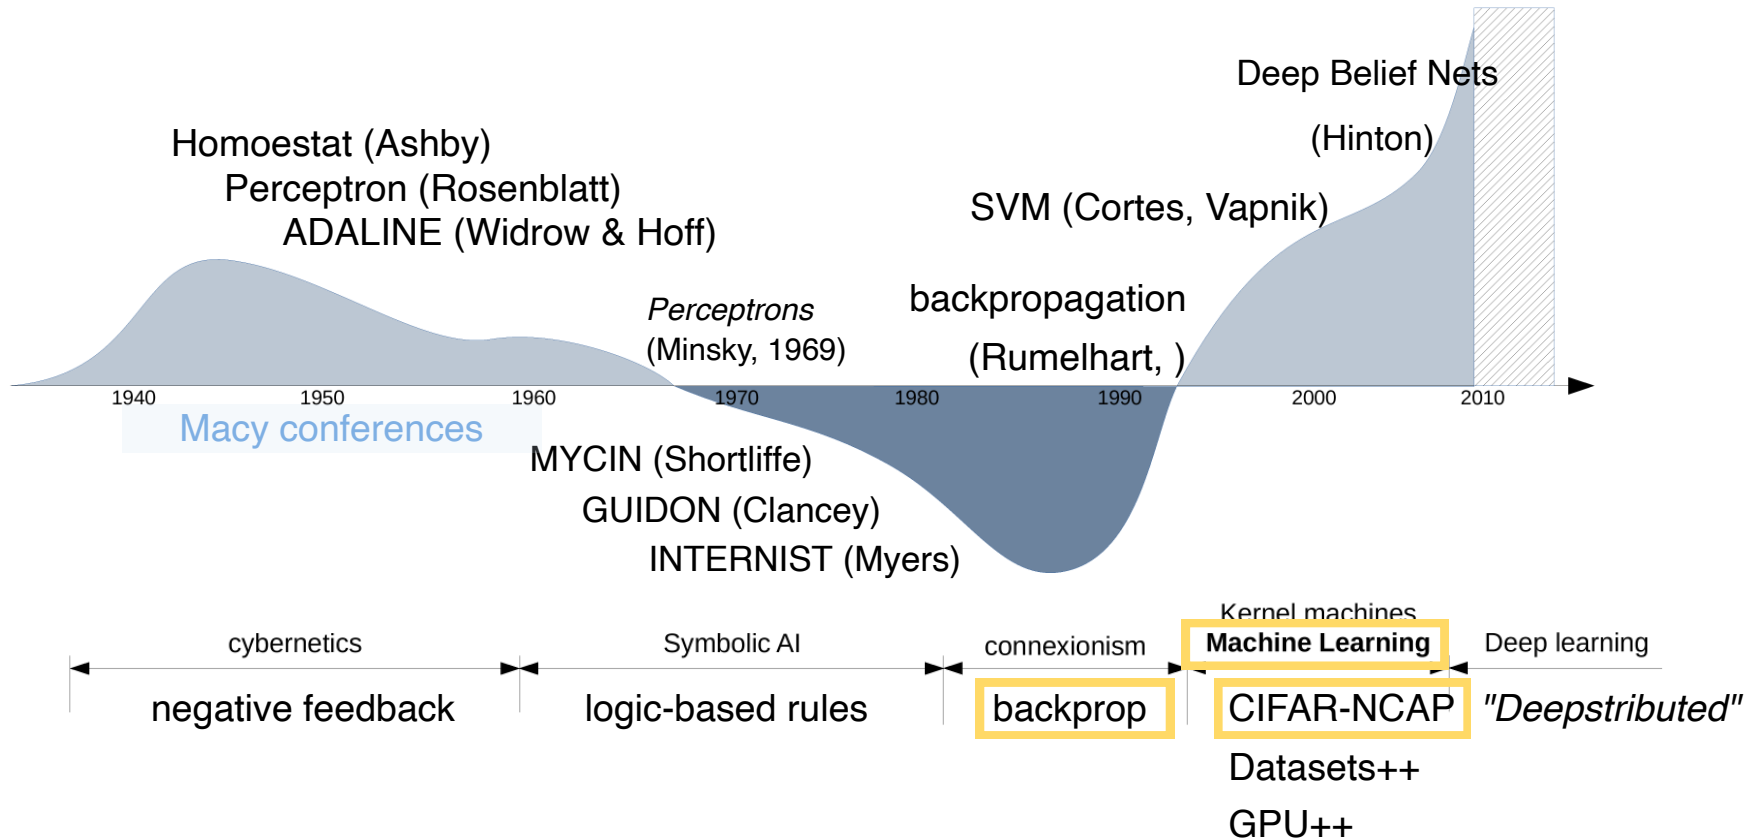 Deep Belief Nets
(Hinton)
Homoestat (Ashby)
Perceptron (Rosenblatt)
ADALINE (Widrow & Hoff)
SVM (Cortes, Vapnik)
Perceptrons
(Minsky, 1969)
backpropagation
(Rumelhart, )
1940 1950 1960 1970 1980 1990 2000 2010
Macy conferences
MYCIN (Shortliffe)
GUIDON (Clancey)
INTERNIST (Myers)
Kernel machines
cybernetics Symbolic AI connexionism Machine Learning Deep learning
negative feedback logic-based rules backprop CIFAR-NCAP "Deepstributed"
Datasets++
GPU++